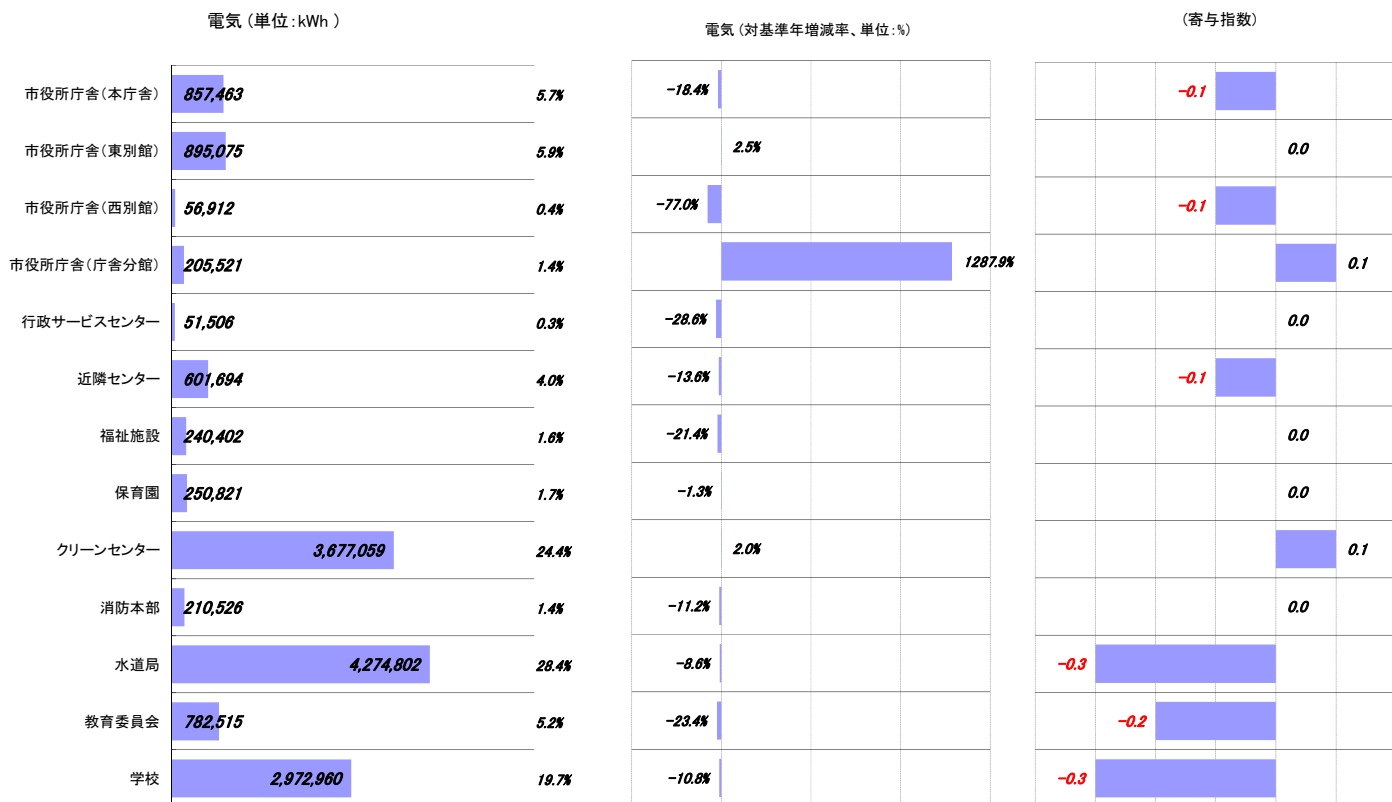 電気（単位：kWh ）
電気（対基準年増減率、単位：%）
（寄与指数）
市役所庁舎（本庁舎） 857,463 5.7% -18.4% -0.1
市役所庁舎（東別館） 895,075 5.9% 2.5% 0.0
市役所庁舎（西別館） 56,912 0.4% -77.0% -0.1
市役所庁舎（庁舎分館） 205,521 1.4% 1287.9% 0.1
行政サービスセンター 51,506 0.3% -28.6% 0.0
近隣センター 601,694 4.0% -13.6% -0.1
福祉施設 240,402 1.6% -21.4% 0.0
保育園 250,821 1.7% -1.3% 0.0
クリーンセンター 3,677,059 24.4% 2.0% 0.1
消防本部 210,526 1.4% -11.2% 0.0
水道局 4,274,802 28.4% -8.6% -0.3
教育委員会 782,515 5.2% -23.4% -0.2
学校 2,972,960 19.7% -10.8% -0.3